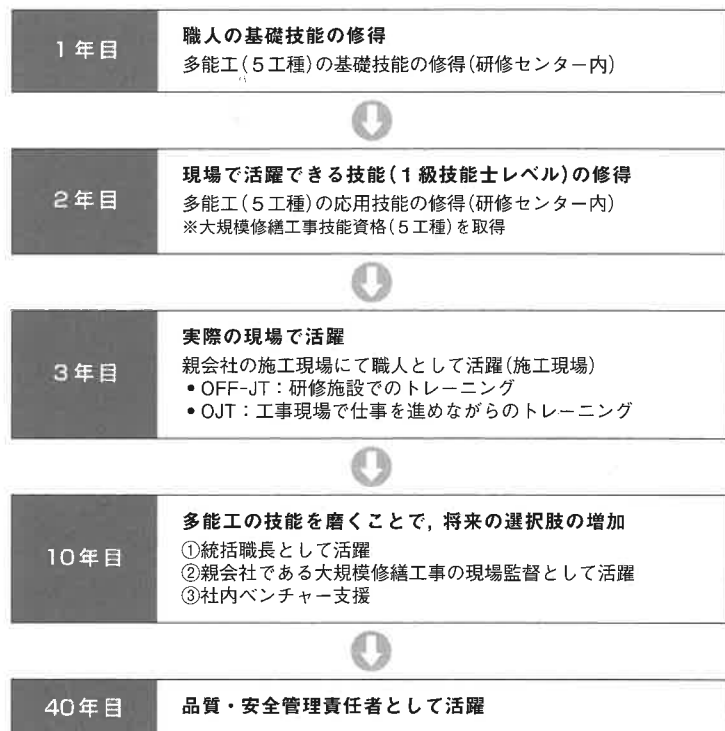 1年目
職人の基礎技能の修得
多能工(5工種)の基礎技能の修得(研修センター内)
2年目
現場で活躍できる技能(1級技能士レベル)の修得
多能工(5工種)の応用技能の修得(研修センター内)
※大規模修繕工事技能資格(5工種)を取得
3年目
実際の現場で活躍
親会社の施工現場にて職人として活躍(施工現場)
•OFF-JT：研修施設でのトレーニング
•OJT：工事現場で仕事を進めながらのトレーニング
10年目
多能工の技能を磨くことで，将来の選択肢の増加
①統括職長として活躍
②親会社である大規模修繕工事の現場監督として活躍
③社内ベンチャー支援
40年目
品質・安全管理責任者として活躍